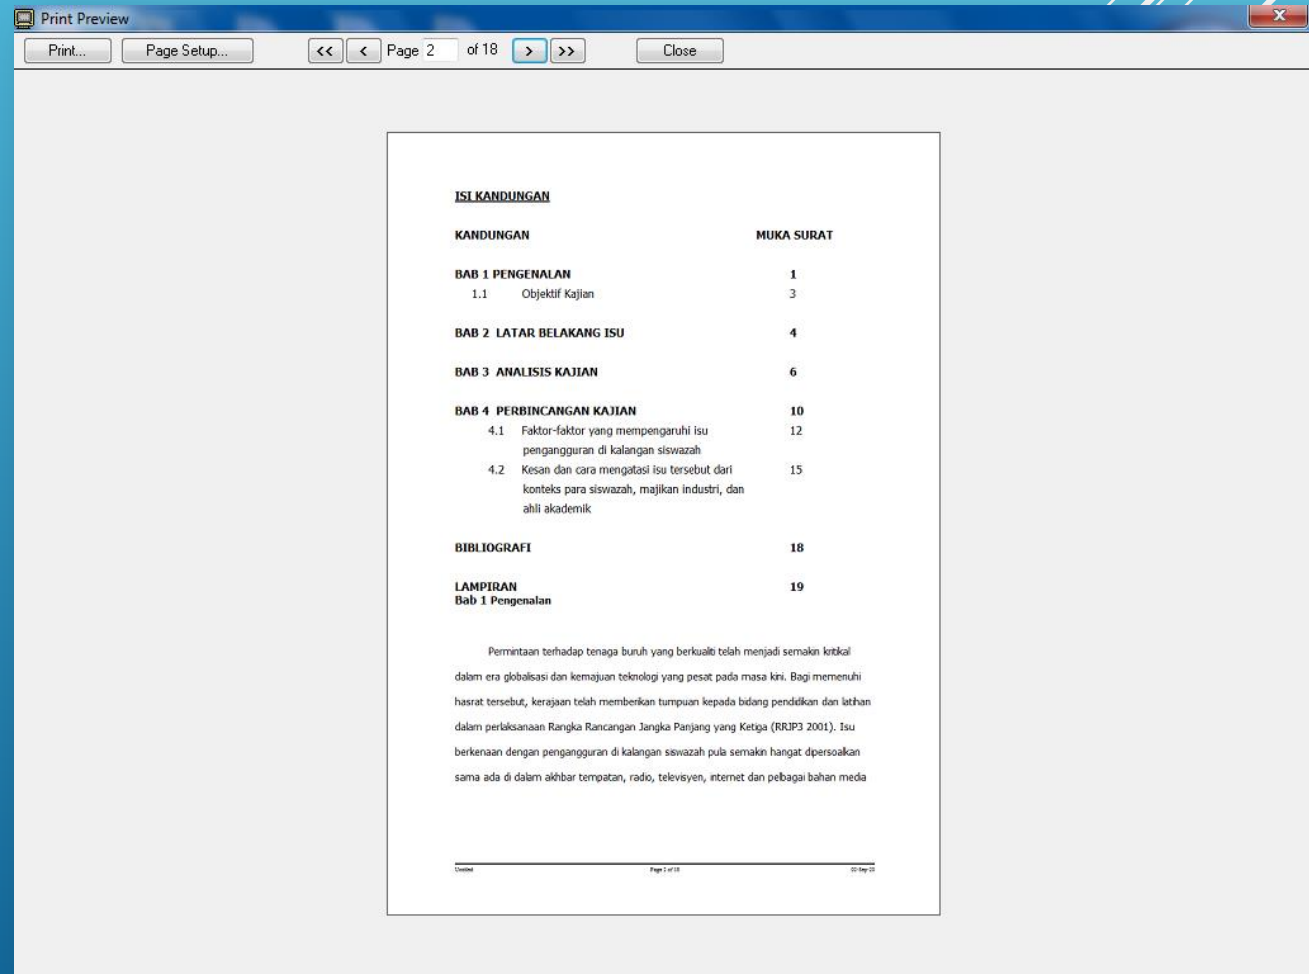 Print Preview
Print... Page Setup... << < Page 2 of 18 > >> Close
ISI KANDUNGAN
KANDUNGAN MUKA SURAT
BAB 1 PENGENALAN 1
1.1 Objektif Kajian 3
BAB 2 LATAR BELAKANG ISU 4
BAB 3 ANALISIS KAJIAN 6
BAB 4 PERBINCANGAN KAJIAN 10
4.1 Faktor-faktor yang mempengaruhi isu 12
pengangguran di kalangan siswazah
4.2 Kesan dan cara mengatasi isu tersebut dari 15
konteks para siswazah, majikan industri, dan
ahli akademik
BIBLIOGRAFI 18
LAMPIRAN 19
Bab 1 Pengenalan
Permintaan terhadap tenaga buruh yang berkualiti telah menjadi semakin kritikal
dalam era globalisasi dan kemajuan teknologi yang pesat pada masa kini. Bagi memenuhi
hasrat tersebut, kerajaan telah memberikan tumpuan kepada bidang pendidikan dan latihan
dalam perlaksanaan Rangka Rancangan Jangka Panjang yang Ketiga (RRJP3 2001). Isu
berkenaan dengan pengangguran di kalangan siswazah pula semakin hangat dipersoalkan
sama ada di dalam akhbar tempatan, radio, televisyen, internet dan pelbagai bahan media
Untitled Page 2 of 18